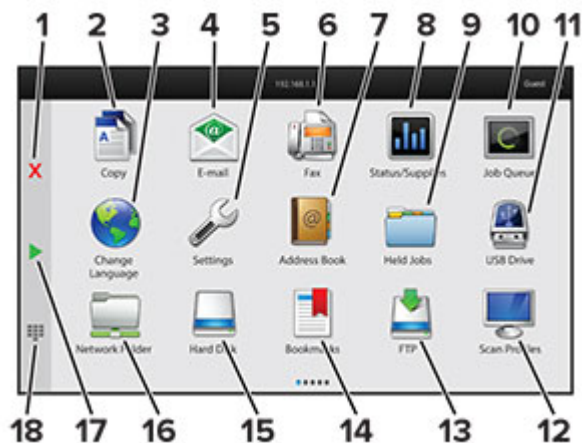 1 2 3 4 5 6 7 8 9 10 11
192.168.1.1 Guest
Copy E-mail Fax Status/Supplies Job Queue
Change Language Settings Address Book Held Jobs USB Drive
Network Folder Hard Disk Bookmarks FTP Scan Profiles
18 17 16 15 14 13 12